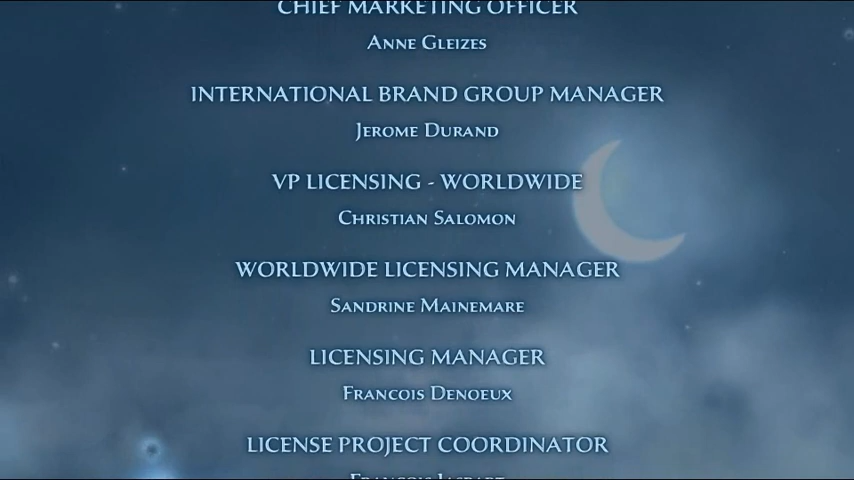 CHIEF MARKETING OFFICER
ANNE GLEIZES
INTERNATIONAL BRAND GROUP MANAGER
JEROME DURAND
VP LICENSING - WORLDWIDE
CHRISTIAN SALOMON
WORLDWIDE LICENSING MANAGER
SANDRINE MAINEMARE
LICENSING MANAGER
FRANCOIS DENOEUX
LICENSE PROJECT COORDINATOR
FRANCOIS